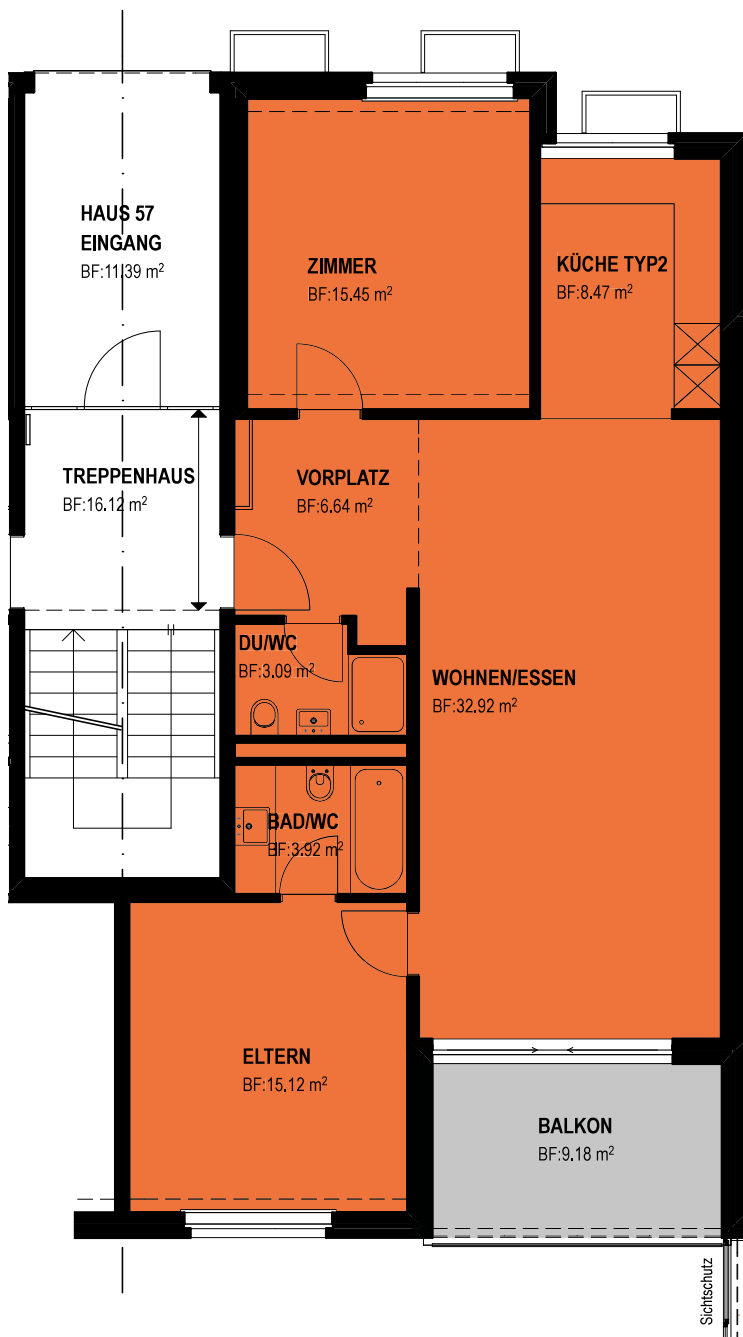 HAUS 57
EINGANG
BF:11.39 m²
ZIMMER
BF:15.45 m²
KÜCHE TYP2
BF:8.47 m²
TREPPENHAUS
BF:16.12 m²
VORPLATZ
BF:6.64 m²
DU/WC
BF:3.09 m²
WOHNEN/ESSEN
BF:32.92 m²
BAD/WC
BF:3.92 m²
ELTERN
BF:15.12 m²
BALKON
BF:9.18 m²
Sichtschutz